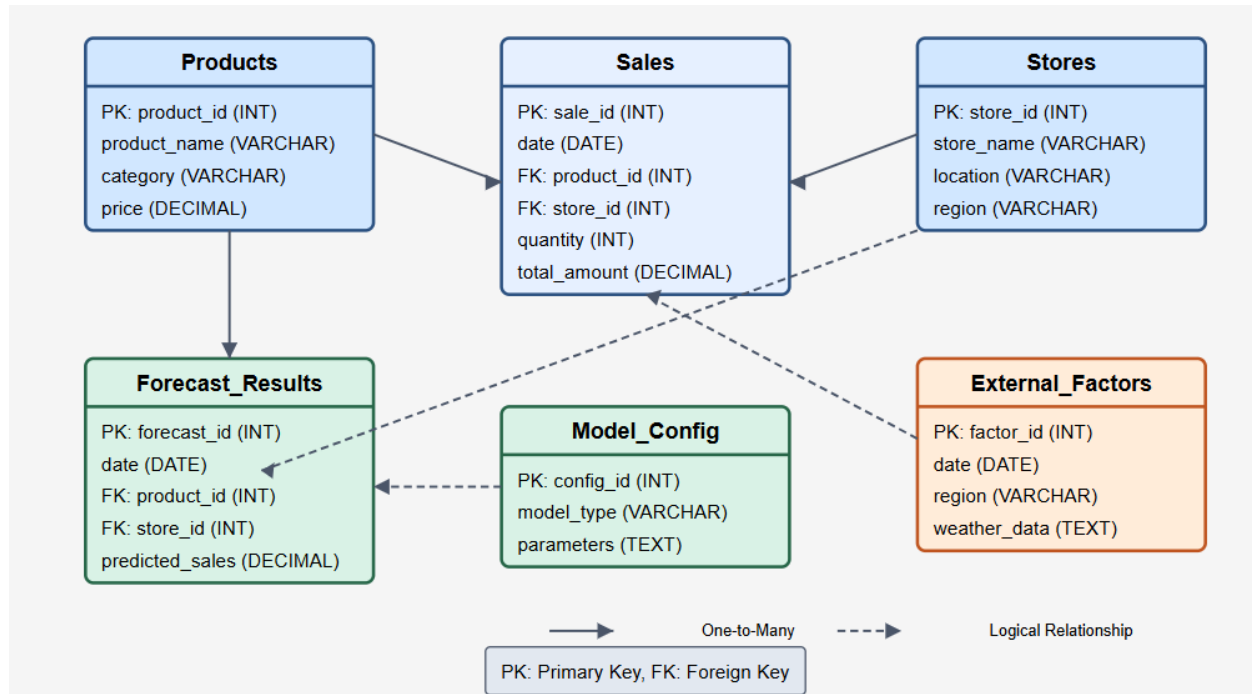 Products
PK: product_id (INT)
product_name (VARCHAR)
category (VARCHAR)
price (DECIMAL)
Sales
PK: sale_id (INT)
date (DATE)
FK: product_id (INT)
FK: store_id (INT)
quantity (INT)
total_amount (DECIMAL)
Stores
PK: store_id (INT)
store_name (VARCHAR)
location (VARCHAR)
region (VARCHAR)
Forecast_Results
PK: forecast_id (INT)
date (DATE)
FK: product_id (INT)
FK: store_id (INT)
predicted_sales (DECIMAL)
Model_Config
PK: config_id (INT)
model_type (VARCHAR)
parameters (TEXT)
External_Factors
PK: factor_id (INT)
date (DATE)
region (VARCHAR)
weather_data (TEXT)
One-to-Many
Logical Relationship
PK: Primary Key, FK: Foreign Key